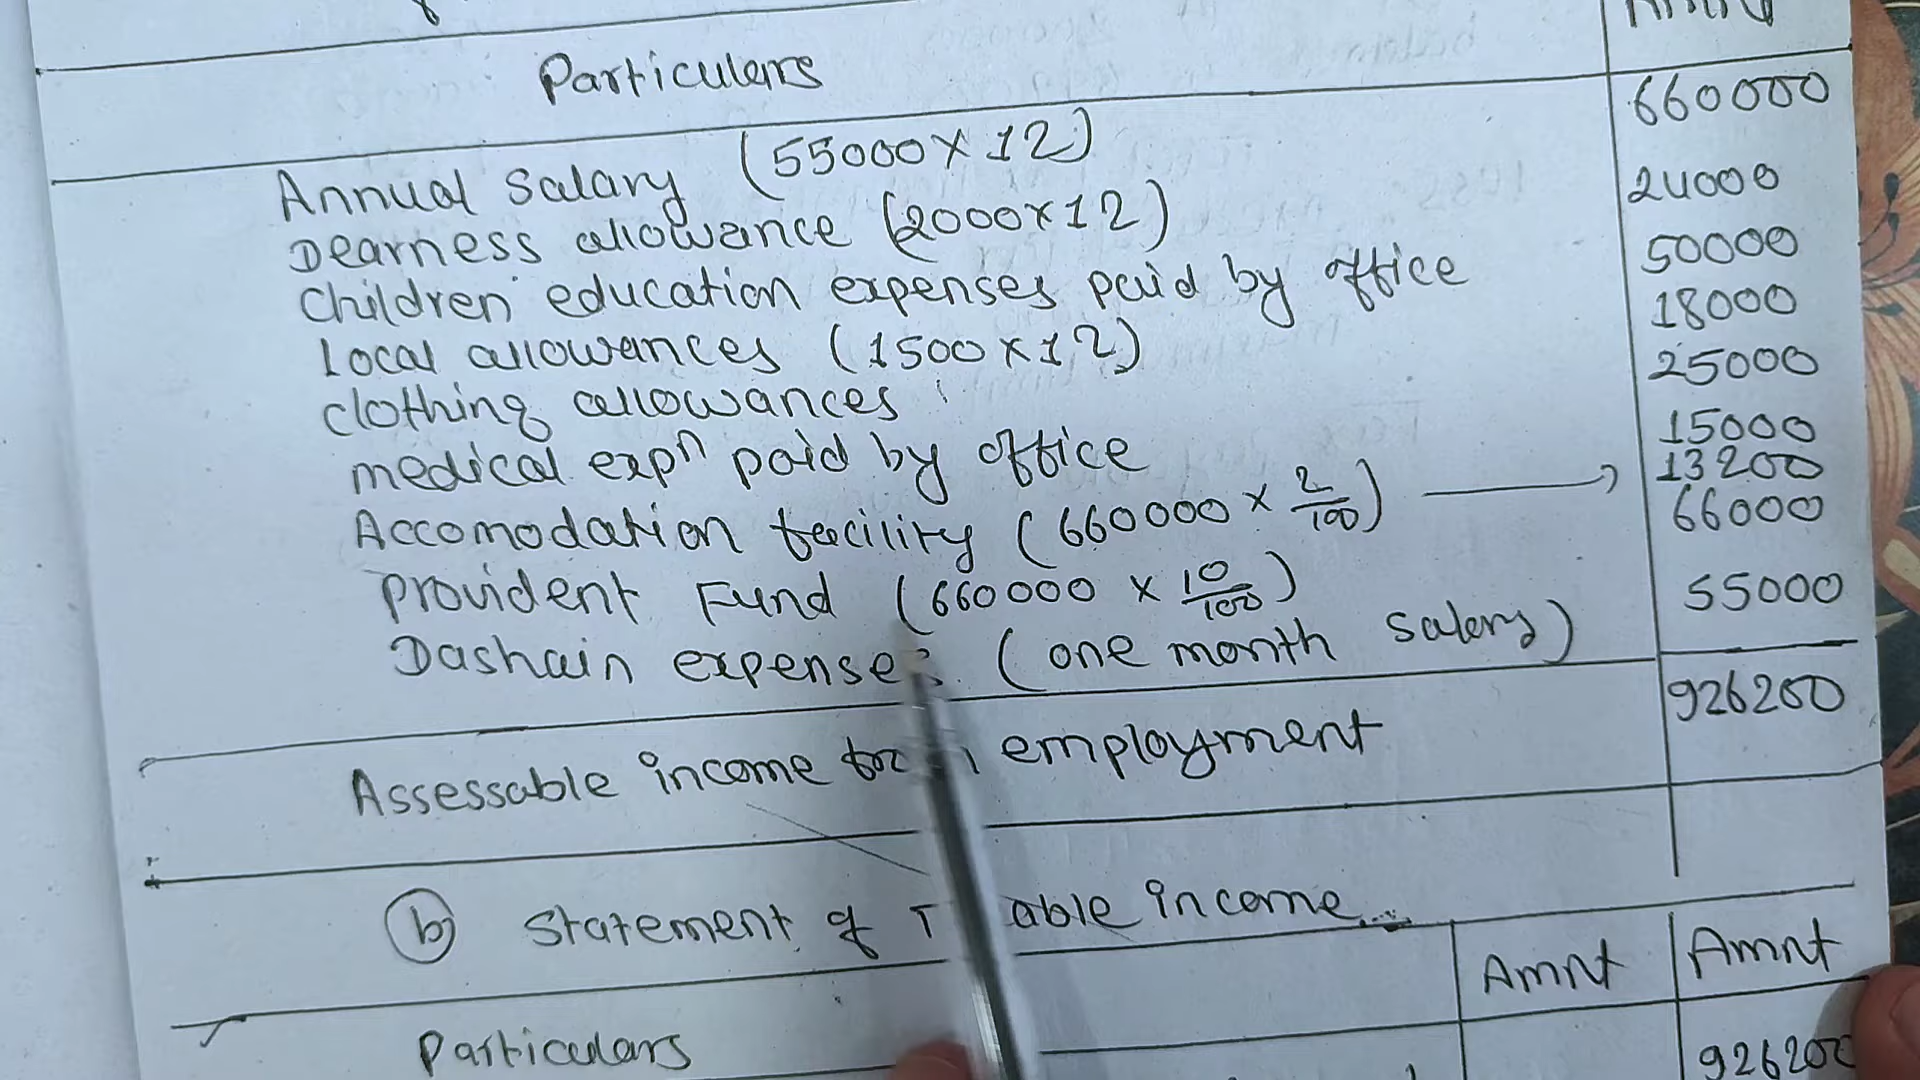 Particulars
Annual Salary (55000 × 12) 660000
Dearness allowance (2000×12) 24000
Children education expenses paid by office 50000
Local allowances (1500 × 12) 18000
clothing allowances 25000
medical expn paid by office 15000
Accomodation facility (660000 × 2/100) → 13200
Provident Fund (660000 × 10/100) 66000
Dashain expenses (one month salary) 55000
Assessable income employment 926200
(b) Statement of able income
Amnt Amnt
Particulars
926200